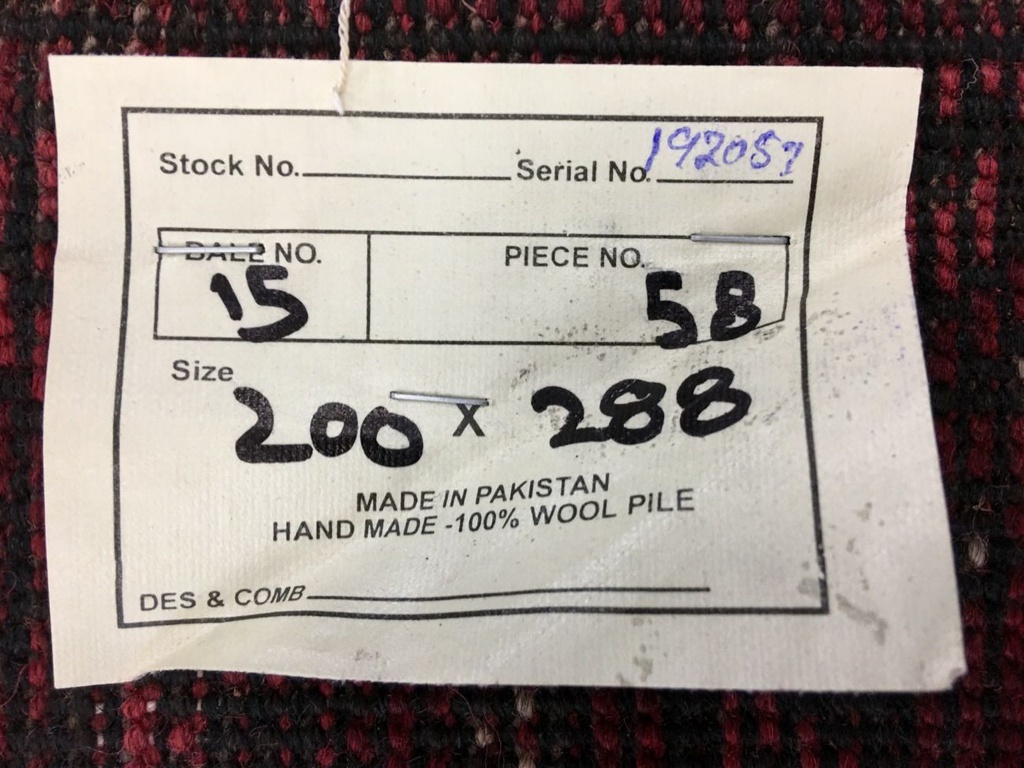 Stock No. Serial No. 192057
BALE NO. PIECE NO.
15 58
Size
200 X 288
MADE IN PAKISTAN
HAND MADE -100% WOOL PILE
DES & COMB